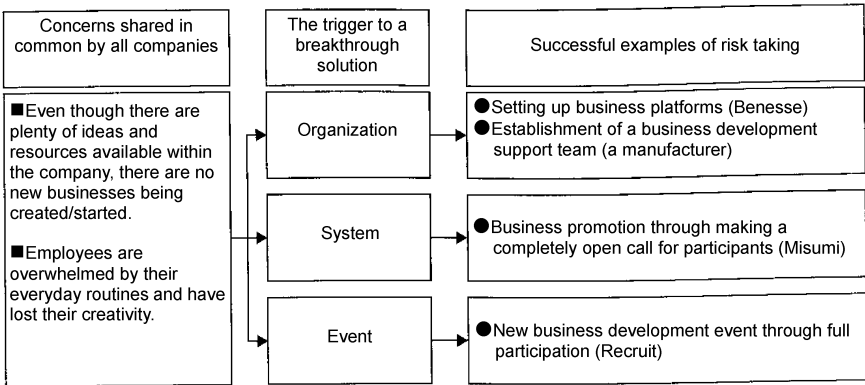 Concerns shared in
common by all companies
The trigger to a
breakthrough
solution
Successful examples of risk taking
■Even though there are
plenty of ideas and
resources available within
the company, there are no
new businesses being
created/started.
■Employees are
overwhelmed by their
everyday routines and have
lost their creativity.
Organization
●Setting up business platforms (Benesse)
●Establishment of a business development
support team (a manufacturer)
System
●Business promotion through making a
completely open call for participants (Misumi)
Event
●New business development event through full
participation (Recruit)